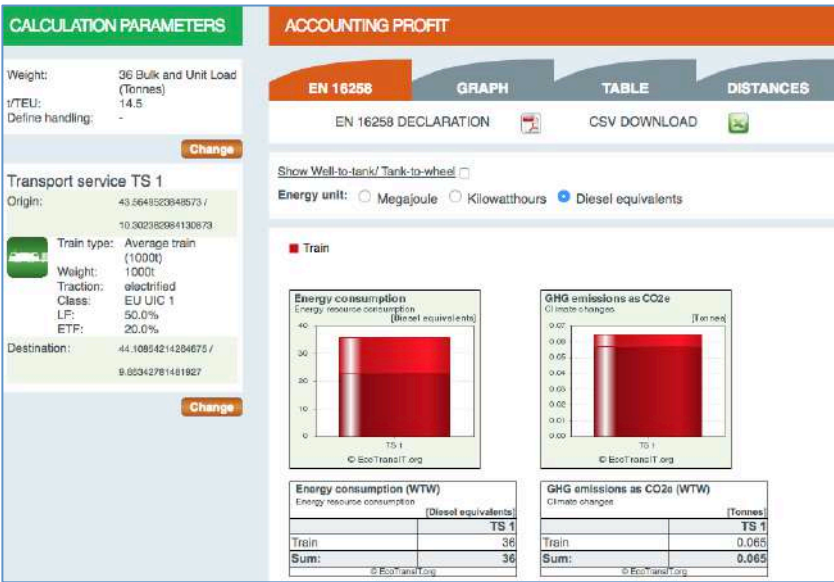 CALCULATION PARAMETERS
Weight: 36 Bulk and Unit Load
(Tonnes)
t/TEU: 14.5
Define handling: -
Change
Transport service TS 1
Origin: 43.5649523848573 /
10.302382984130873
Train type: Average train
(1000t)
Weight: 1000t
Traction: electrified
Class: EU UIC 1
LF: 50.0%
ETF: 20.0%
Destination: 44.10854214284675 /
9.85342781481927
Change
ACCOUNTING PROFIT
EN 16258 GRAPH TABLE DISTANCES
EN 16258 DECLARATION CSV DOWNLOAD
Show Well-to-tank/ Tank-to-wheel
Energy unit: Megajoule Kilowatthours Diesel equivalents
Train
Energy consumption
Energy resource consumption
[Diesel equivalents]
40
30
20
10
0
TS 1
© EcoTransIT.org
GHG emissions as CO2e
Climate changes
[Tonnes]
0.07
0.06
0.05
0.04
0.03
0.02
0.01
0.00
TS 1
© EcoTransIT.org
Energy consumption (WTW)
Energy resource consumption
[Diesel equivalents]
TS 1
Train 36
Sum: 36
© EcoTransIT.org
GHG emissions as CO2e (WTW)
Climate changes
[Tonnes]
TS 1
Train 0.065
Sum: 0.065
© EcoTransIT.org